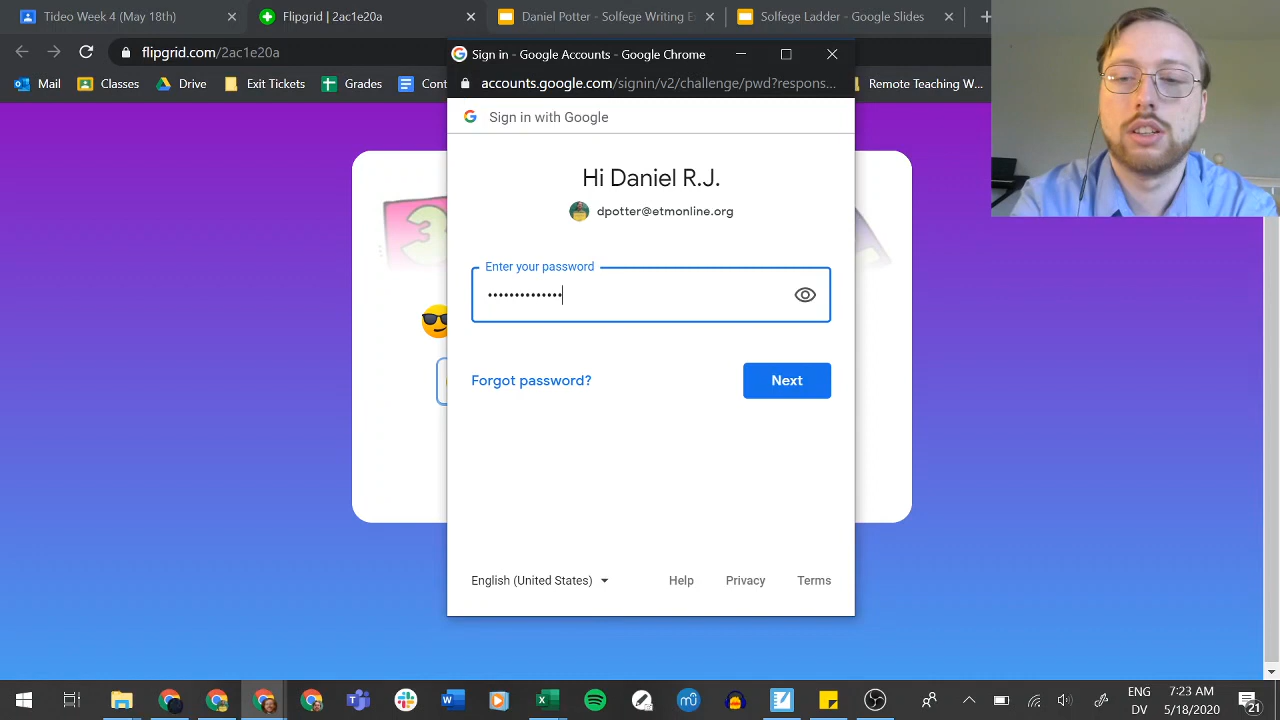 Tideo Week 4 (May 18th)
Flipgrid | 2ac1e20a
Daniel Potter - Solfege Writing E
Solfege Ladder - Google Slides
flipgrid.com/2ac1e20a
Mail
Classes
Drive
Exit Tickets
Grades
Cont
Remote Teaching W...
Sign in - Google Accounts - Google Chrome
accounts.google.com/signin/v2/challenge/pwd?respons...
Sign in with Google
Hi Daniel R.J.
dpotter@etmonline.org
Enter your password
••••••••••••••
Forgot password?
Next
English (United States)
Help
Privacy
Terms
3
ENG
DV
7:23 AM
5/18/2020
21